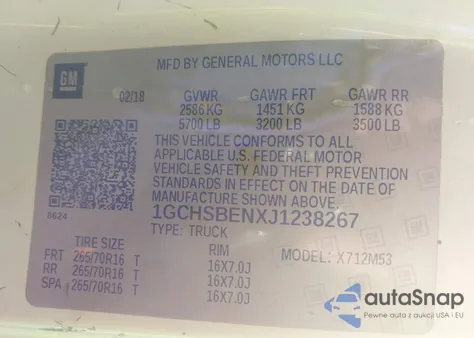 MFD BY GENERAL MOTORS LLC
GM
02/18
GVWR GAWR FRT GAWR RR
2586 KG 1451 KG 1588 KG
5700 LB 3200 LB 3500 LB
THIS VEHICLE CONFORMS TO ALL
APPLICABLE U.S. FEDERAL MOTOR
VEHICLE SAFETY AND THEFT PREVENTION
STANDARDS IN EFFECT ON THE DATE OF
MANUFACTURE SHOWN ABOVE.
8624
1GCHSBENXJ1238267
TYPE: TRUCK
MODEL: X712M53
TIRE SIZE RIM
FRT 265/70R16 T 16X7.0J
RR 265/70R16 T 16X7.0J
SPA 265/70R16 T 16X7.0J
autoSnap
Pewne auta z aukcji USA i EU